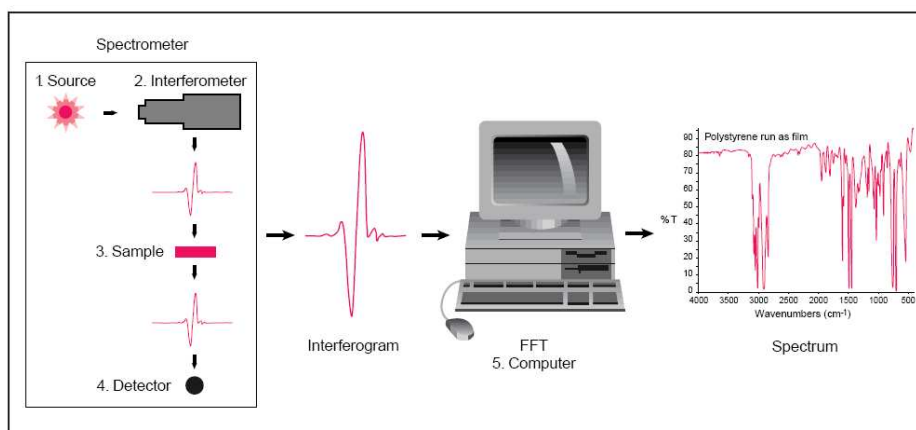 Spectrometer
1 Source
2. Interferometer
3. Sample
4. Detector
Interferogram
FFT
5. Computer
Polystyrene run as film
%T
90
80
70
60
50
40
30
20
10
0
4000 3500 3000 2500 2000 1500 1000 500
Wavenumbers (cm-1)
Spectrum